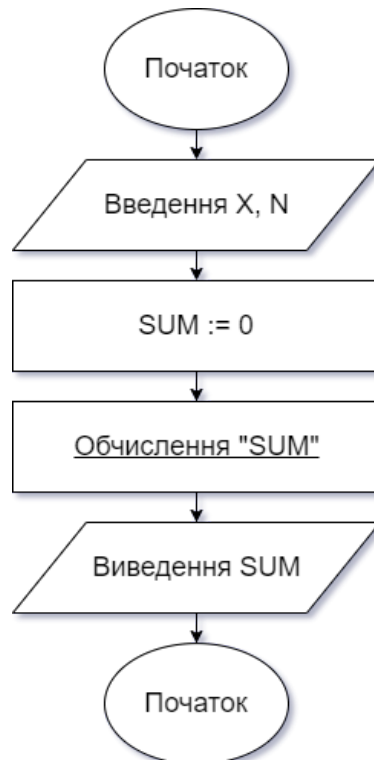 Початок
Введення X, N
SUM := 0
Обчислення "SUM"
Виведення SUM
Початок